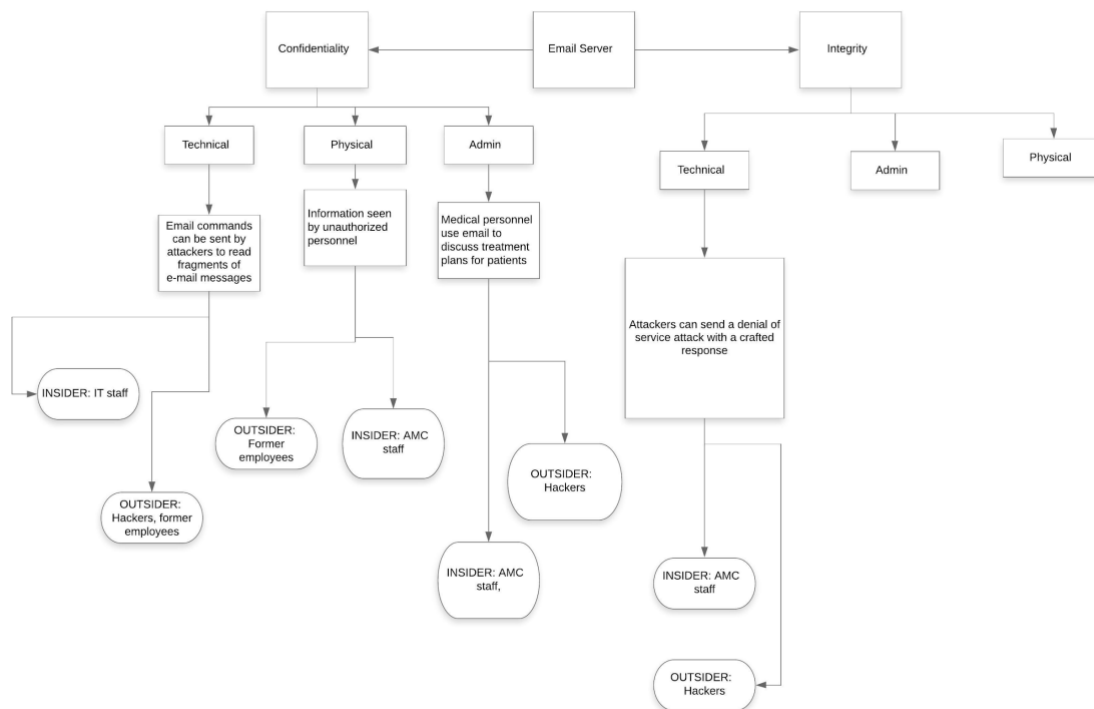 Confidentiality
Email Server
Integrity
Technical
Physical
Admin
Technical
Admin
Physical
Email commands
can be sent by
attackers to read
fragments of
e-mail messages
Information seen
by unauthorized
personnel
Medical personnel
use email to
discuss treatment
plans for patients
Attackers can send a denial of
service attack with a crafted
response
INSIDER: IT staff
OUTSIDER:
Former
employees
INSIDER: AMC
staff
OUTSIDER:
Hackers
OUTSIDER:
Hackers, former
employees
INSIDER: AMC
staff,
INSIDER: AMC
staff
OUTSIDER:
Hackers